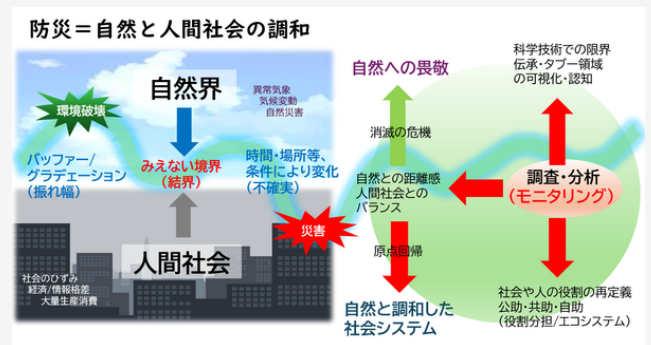 防災＝自然と人間社会の調和
自然界
異常気象
気候変動
自然災害
環境破壊
バッファー/
グラデェーション
（振れ幅）
みえない境界
（結界）
時間・場所等、
条件により変化
（不確実）
災害
人間社会
社会のひずみ
経済/情報格差
大量生産消費
自然への畏敬
消滅の危機
自然との距離感
人間社会との
バランス
原点回帰
自然と調和した
社会システム
科学技術での限界
伝承・タブー領域
の可視化・認知
調査・分析
（モニタリング）
社会や人の役割の再定義
公助・共助・自助
（役割分担/エコシステム）